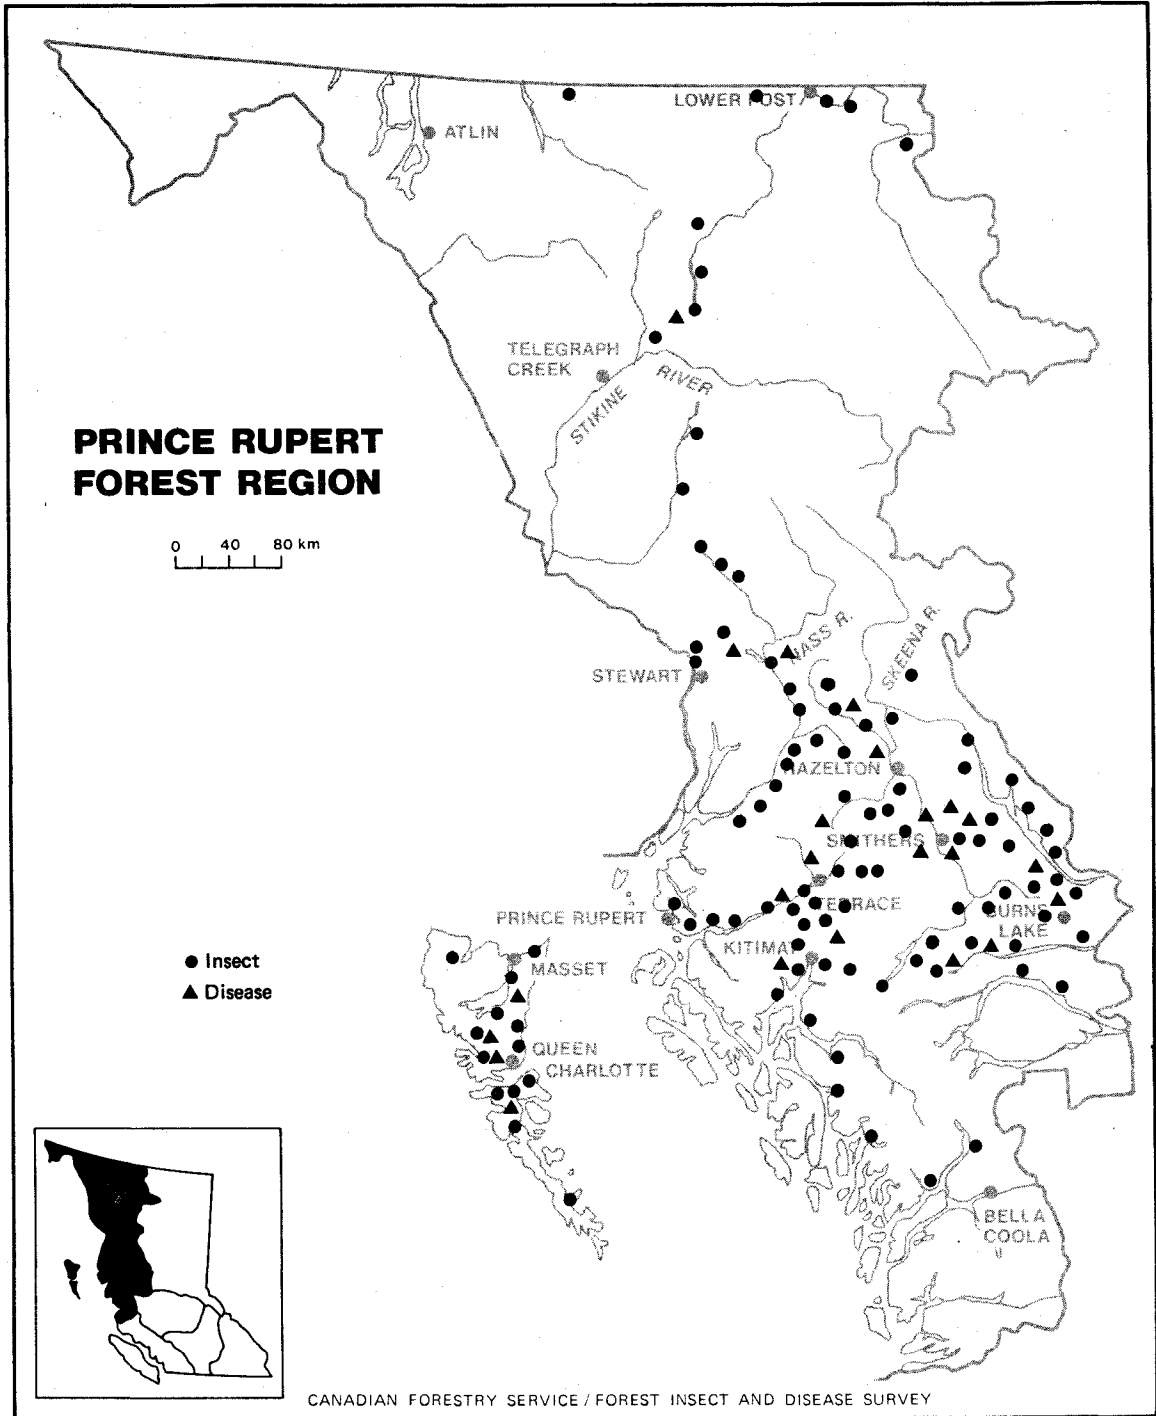 LOWER POST
ATLIN
TELEGRAPH
CREEK
STIKINE
RIVER
PRINCE RUPERT
FOREST REGION
0 40 80 km
NASS R.
SKEENA R.
STEWART
HAZELTON
SMITHERS
TERRACE
BURNS
LAKE
PRINCE RUPERT
KITIMAT
Insect
MASSET
Disease
QUEEN
CHARLOTTE
BELLA
COOLA
CANADIAN FORESTRY SERVICE / FOREST INSECT AND DISEASE SURVEY